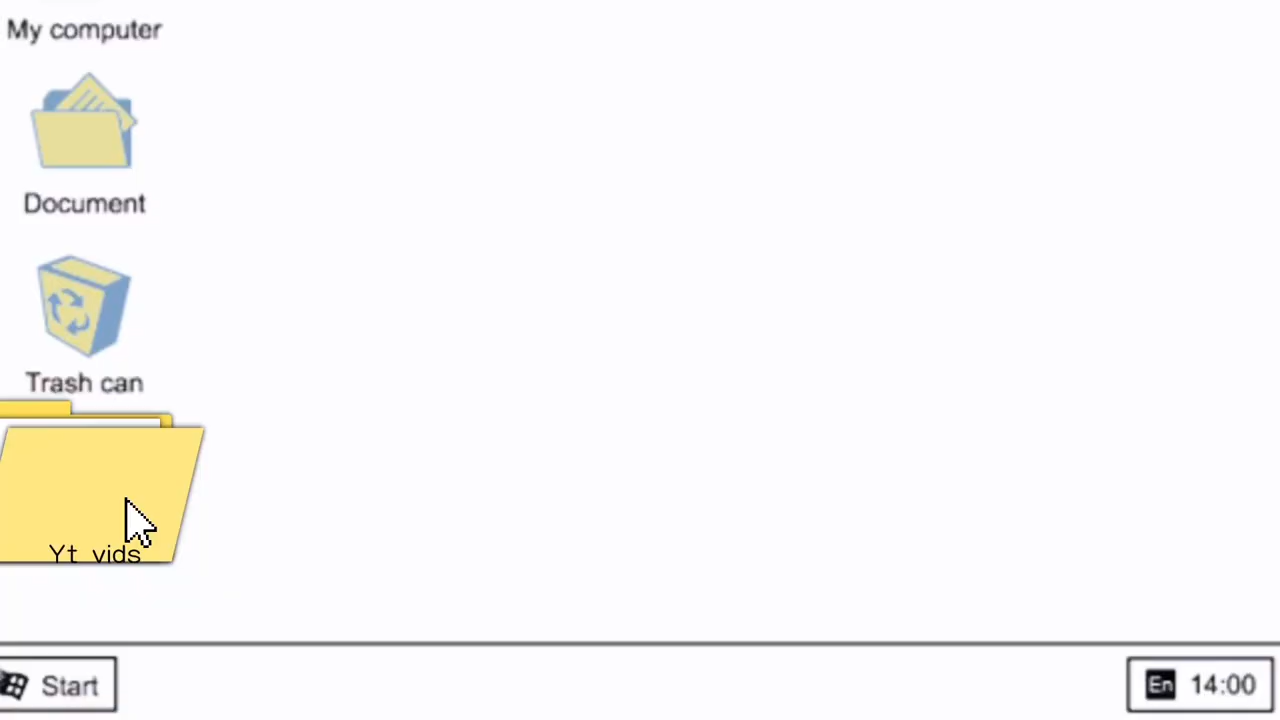 My computer
Document
Trash can
Yt vids
Start
En 14:00